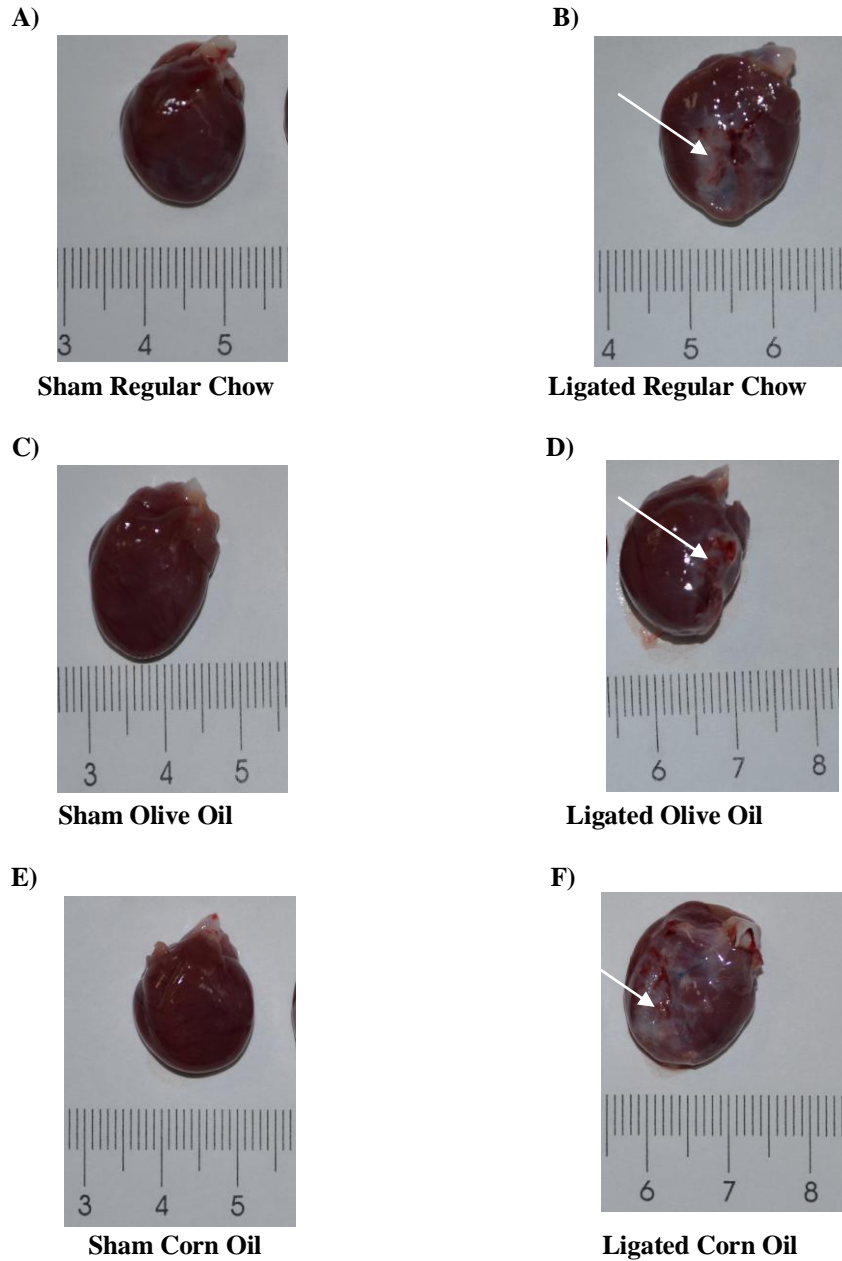 A)
B)
3 4 5
4 5 6
Sham Regular Chow
Ligated Regular Chow
C)
D)
3 4 5
6 7 8
Sham Olive Oil
Ligated Olive Oil
E)
F)
3 4 5
6 7 8
Sham Corn Oil
Ligated Corn Oil